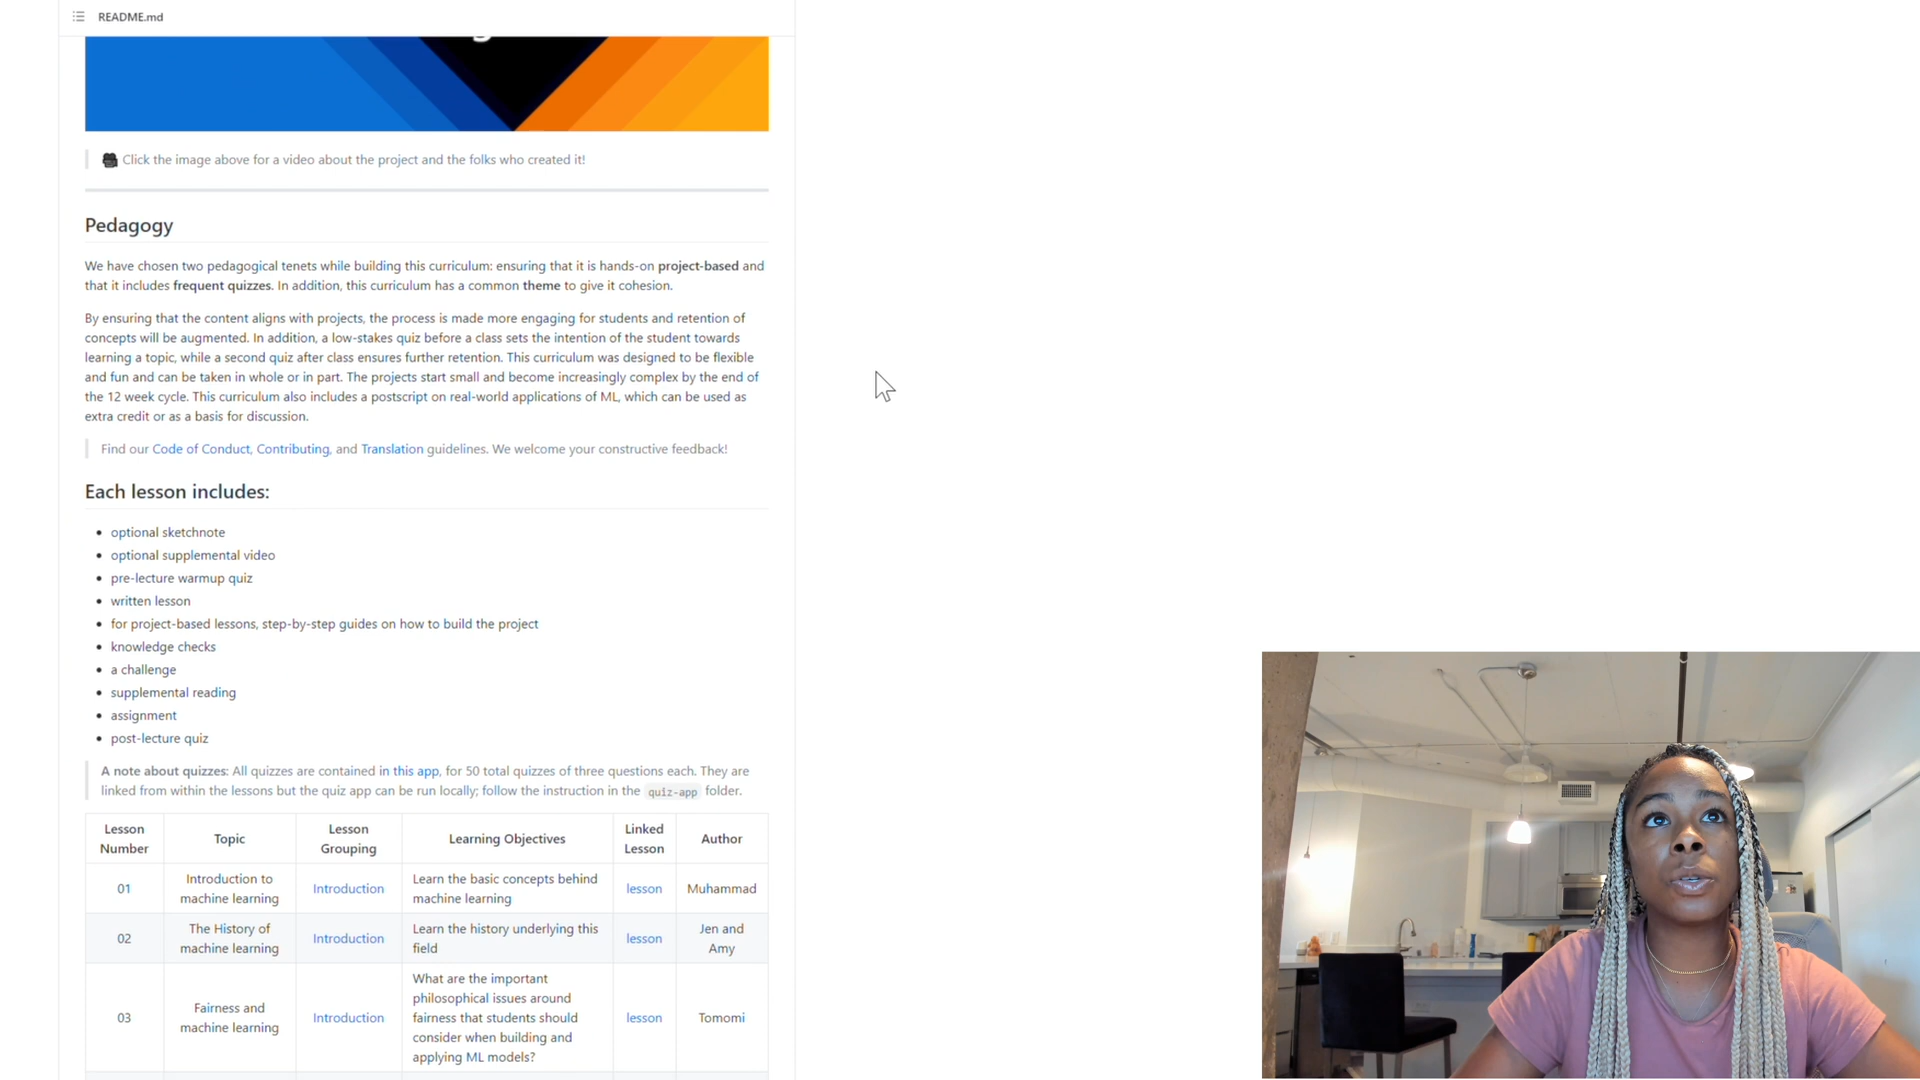 README.md
Click the image above for a video about the project and the folks who created it!
Pedagogy
We have chosen two pedagogical tenets while building this curriculum: ensuring that it is hands-on project-based and
that it includes frequent quizzes. In addition, this curriculum has a common theme to give it cohesion.
By ensuring that the content aligns with projects, the process is made more engaging for students and retention of
concepts will be augmented. In addition, a low-stakes quiz before a class sets the intention of the student towards
learning a topic, while a second quiz after class ensures further retention. This curriculum was designed to be flexible
and fun and can be taken in whole or in part. The projects start small and become increasingly complex by the end of
the 12 week cycle. This curriculum also includes a postscript on real-world applications of ML, which can be used as
extra credit or as a basis for discussion.
Find our Code of Conduct, Contributing, and Translation guidelines. We welcome your constructive feedback!
Each lesson includes:
• optional sketchnote
• optional supplemental video
• pre-lecture warmup quiz
• written lesson
• for project-based lessons, step-by-step guides on how to build the project
• knowledge checks
• a challenge
• supplemental reading
• assignment
• post-lecture quiz
A note about quizzes: All quizzes are contained in this app, for 50 total quizzes of three questions each. They are
linked from within the lessons but the quiz app can be run locally; follow the instruction in the quiz-app folder.
Lesson
Number
Topic
Lesson
Grouping
Learning Objectives
Linked
Lesson
Author
01
Introduction to
machine learning
Introduction
Learn the basic concepts behind
machine learning
lesson
Muhammad
02
The History of
machine learning
Introduction
Learn the history underlying this
field
lesson
Jen and
Amy
03
Fairness and
machine learning
Introduction
What are the important
philosophical issues around
fairness that students should
consider when building and
applying ML models?
lesson
Tomomi